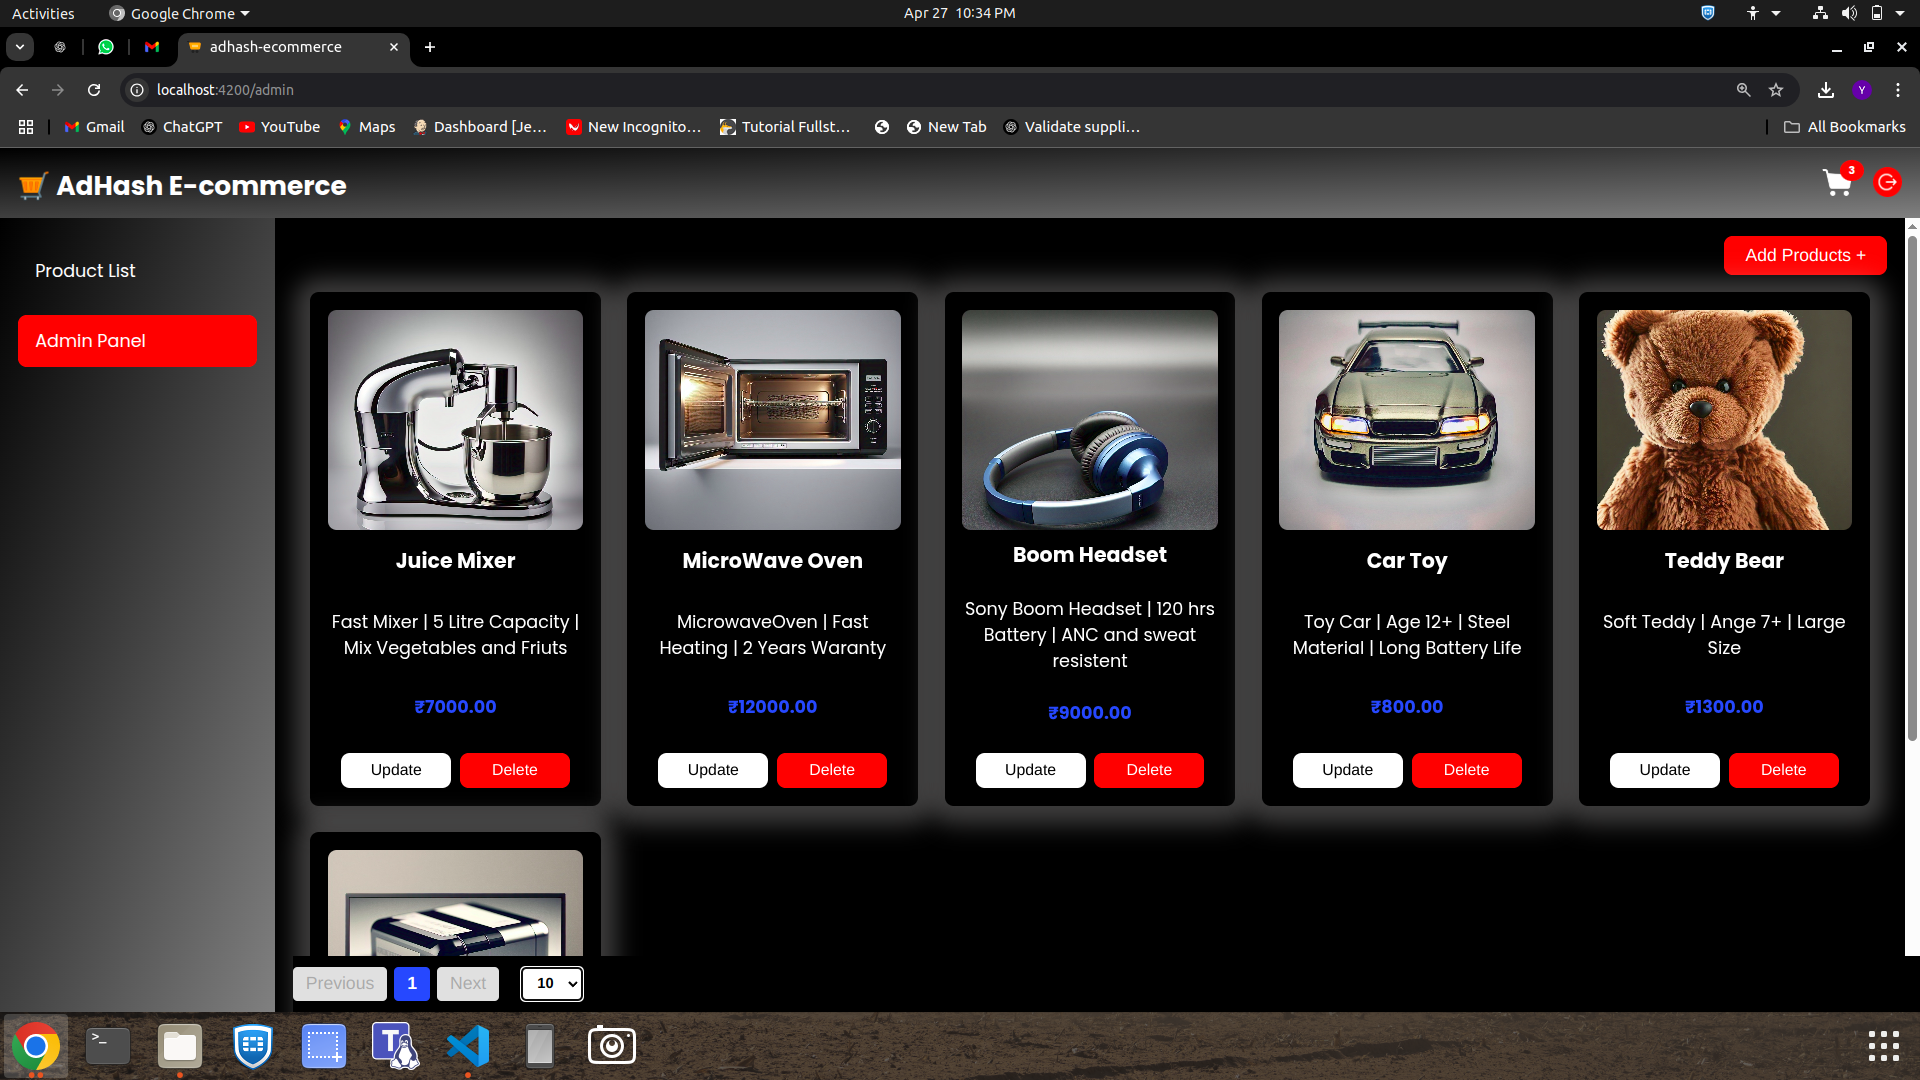 Activities
Google Chrome
Apr 27 10:34 PM
adhash-ecommerce
localhost:4200/admin
Y
Gmail
ChatGPT
YouTube
Maps
Dashboard [Je...
New Incognito...
Tutorial Fullst...
New Tab
Validate suppli...
All Bookmarks
AdHash E-commerce
3
Product List
Admin Panel
Add Products +
Juice Mixer
Fast Mixer | 5 Litre Capacity |
Mix Vegetables and Friuts
₹7000.00
Update
Delete
MicroWave Oven
MicrowaveOven | Fast
Heating | 2 Years Waranty
₹12000.00
Update
Delete
Boom Headset
Sony Boom Headset | 120 hrs
Battery | ANC and sweat
resistent
₹9000.00
Update
Delete
Car Toy
Toy Car | Age 12+ | Steel
Material | Long Battery Life
₹800.00
Update
Delete
Teddy Bear
Soft Teddy | Ange 7+ | Large
Size
₹1300.00
Update
Delete
Previous
1
Next
10